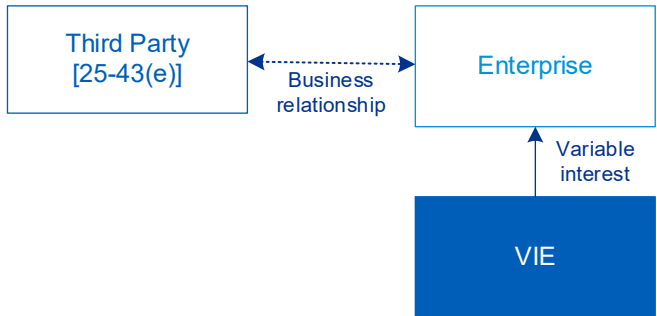 Third Party
[25-43(e)]
Business
relationship
Enterprise
Variable
interest
VIE